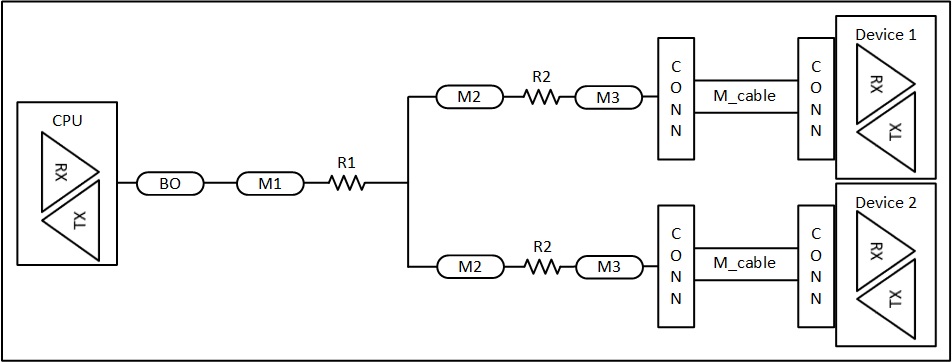 CPU
RX
TX
BO
M1
R1
M2
R2
M3
CONN
M_cable
CONN
Device 1
RX
TX
M2
R2
M3
CONN
M_cable
CONN
Device 2
RX
TX